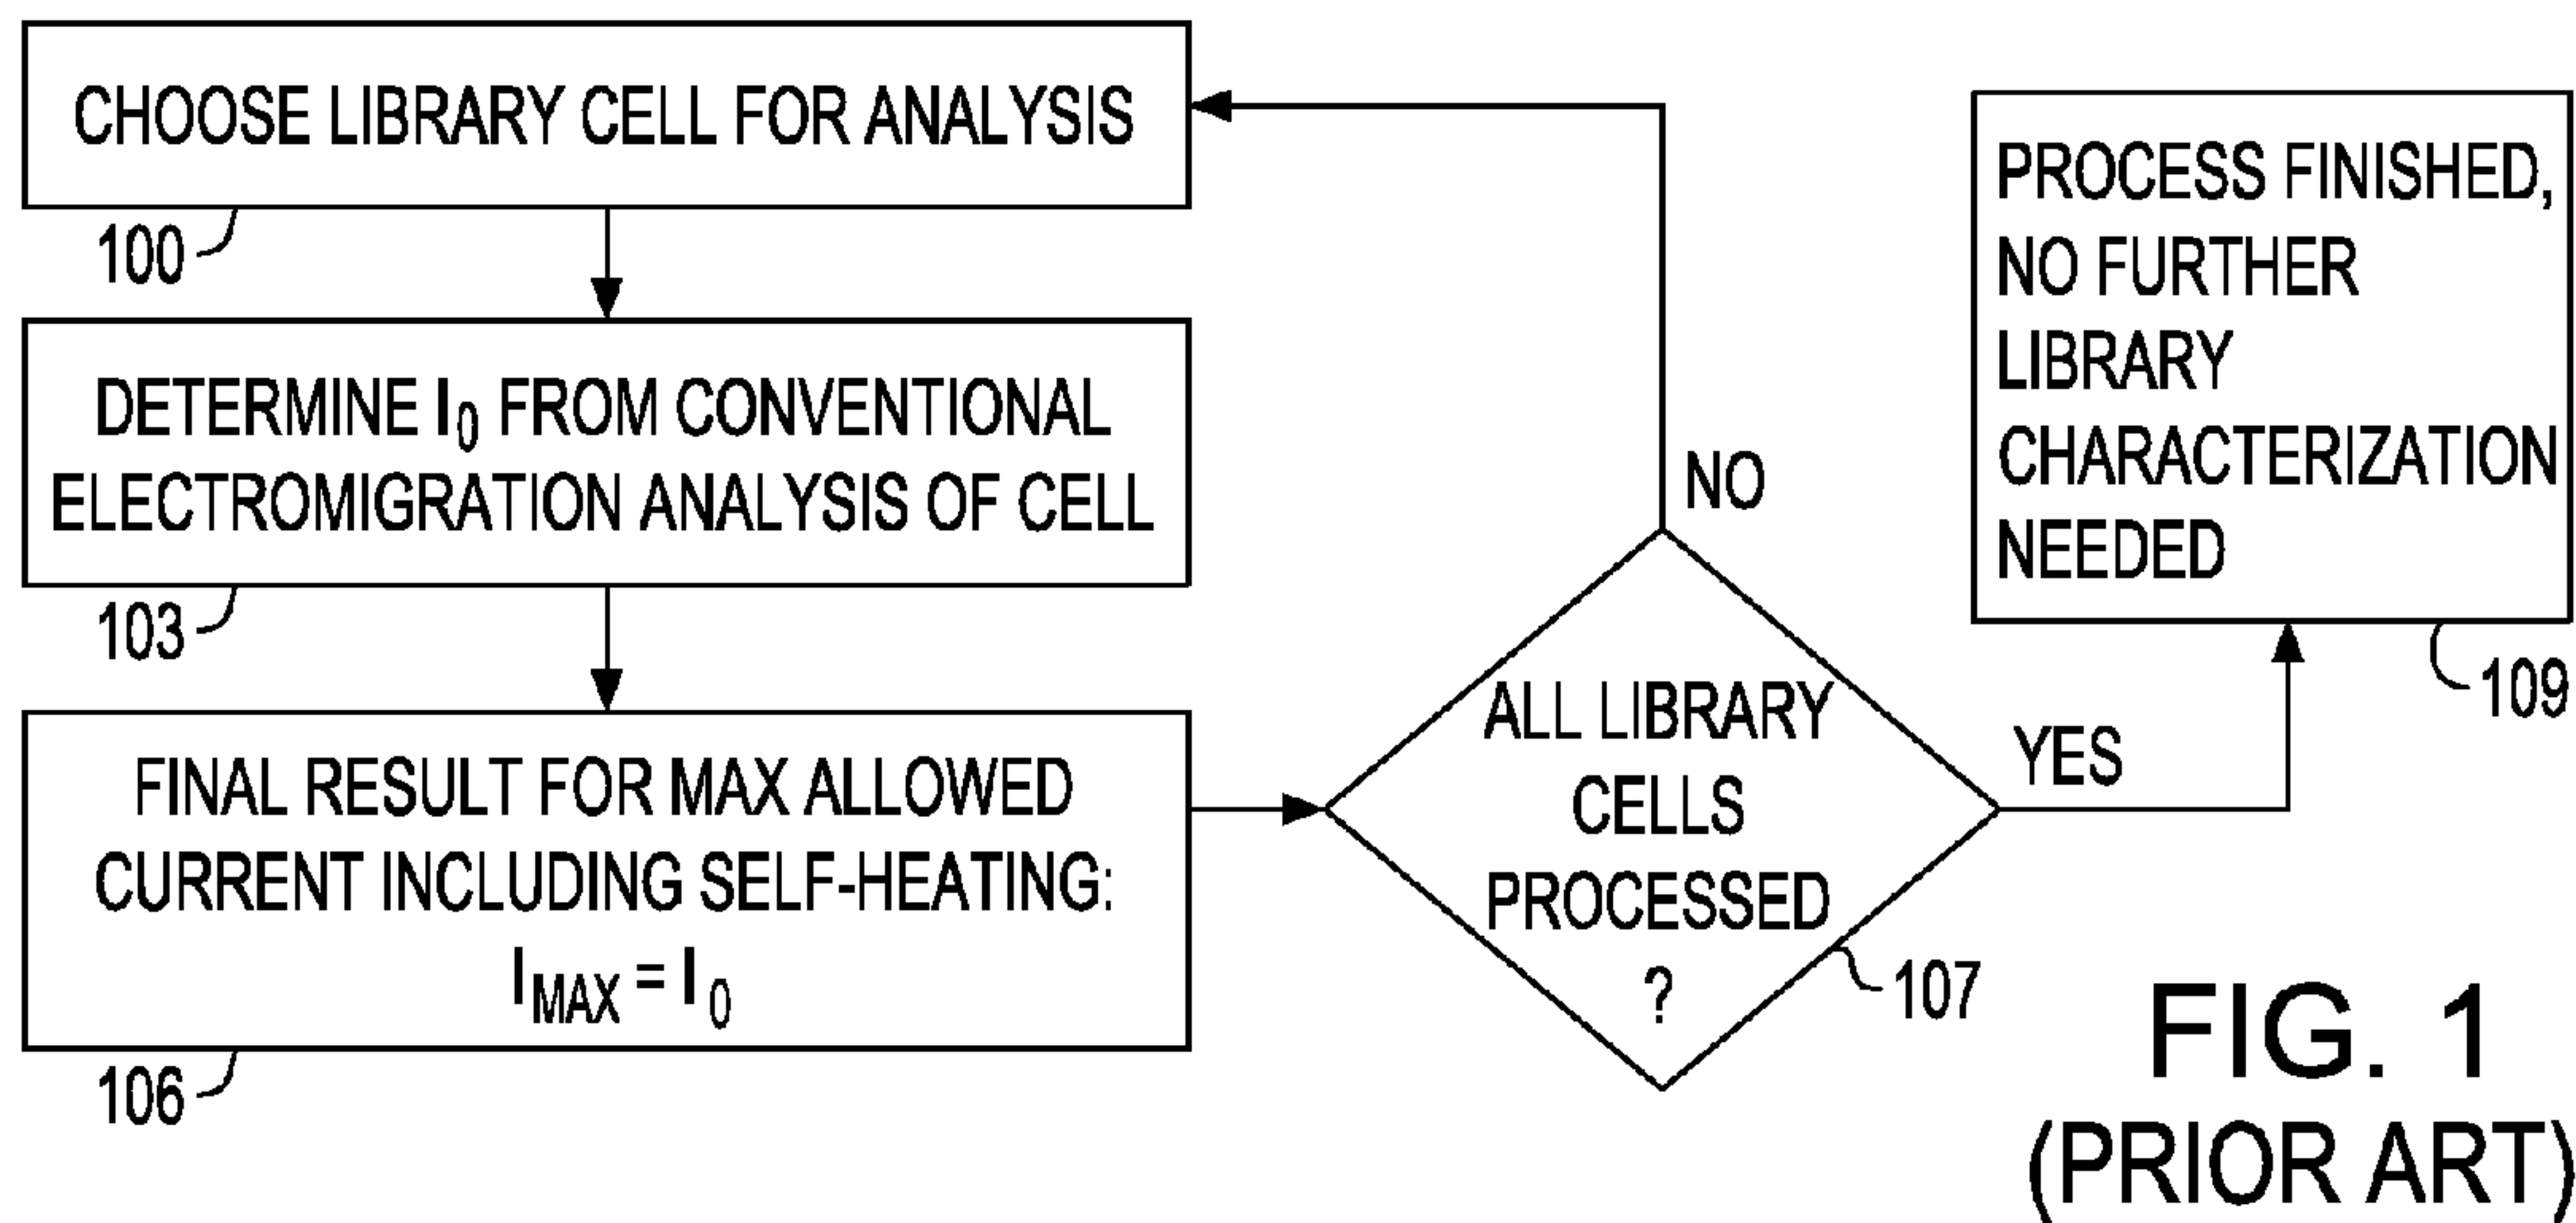 CHOOSE LIBRARY CELL FOR ANALYSIS
100
DETERMINE I0 FROM CONVENTIONAL
ELECTROMIGRATION ANALYSIS OF CELL
103
FINAL RESULT FOR MAX ALLOWED
CURRENT INCLUDING SELF-HEATING:
IMAX = I0
106
ALL LIBRARY
CELLS
PROCESSED
?
107
NO
YES
PROCESS FINISHED,
NO FURTHER
LIBRARY
CHARACTERIZATION
NEEDED
109
FIG. 1
(PRIOR ART)